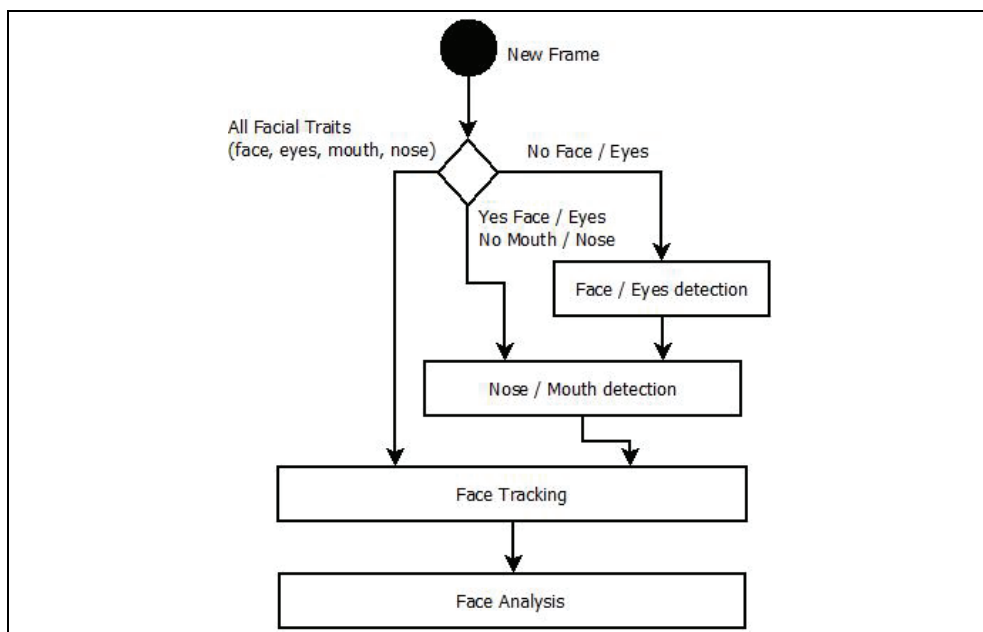 New Frame
All Facial Traits
(face, eyes, mouth, nose)
No Face / Eyes
Yes Face / Eyes
No Mouth / Nose
Face / Eyes detection
Nose / Mouth detection
Face Tracking
Face Analysis